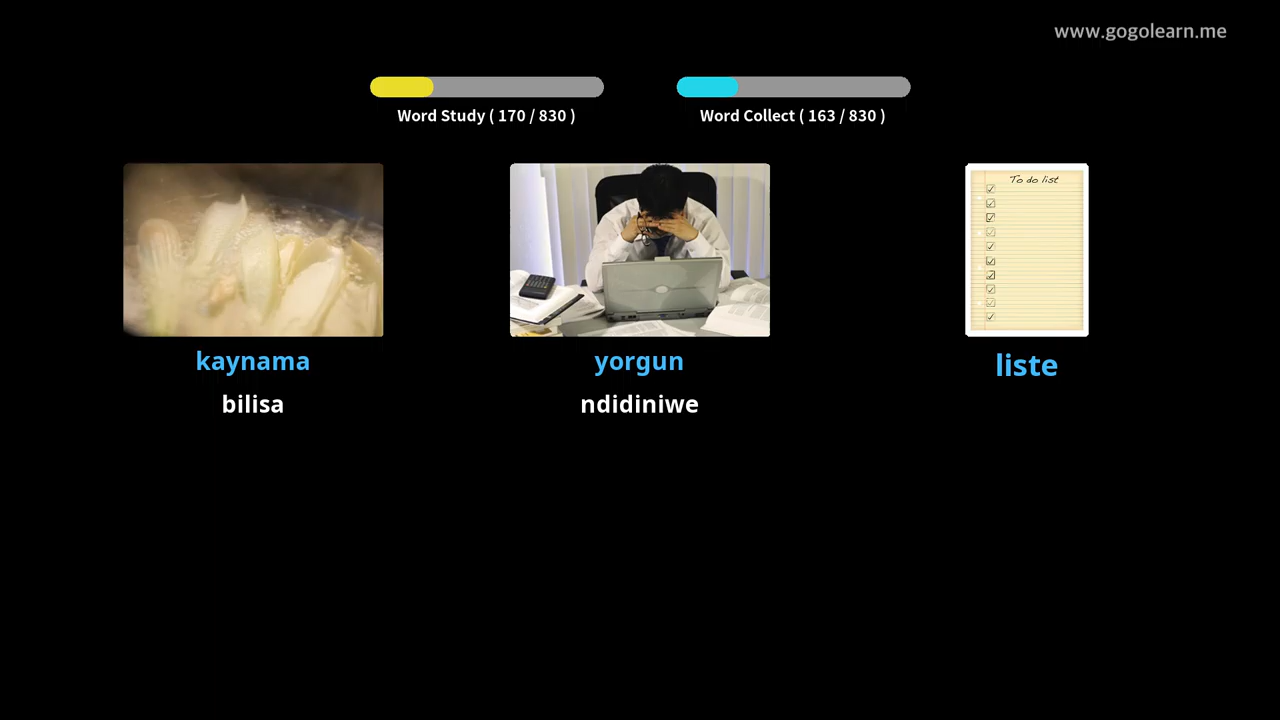 www.gogolearn.me
Word Study ( 170 / 830 )
Word Collect ( 163 / 830 )
To do list
kaynama
yorgun
liste
bilisa
ndidiniwe